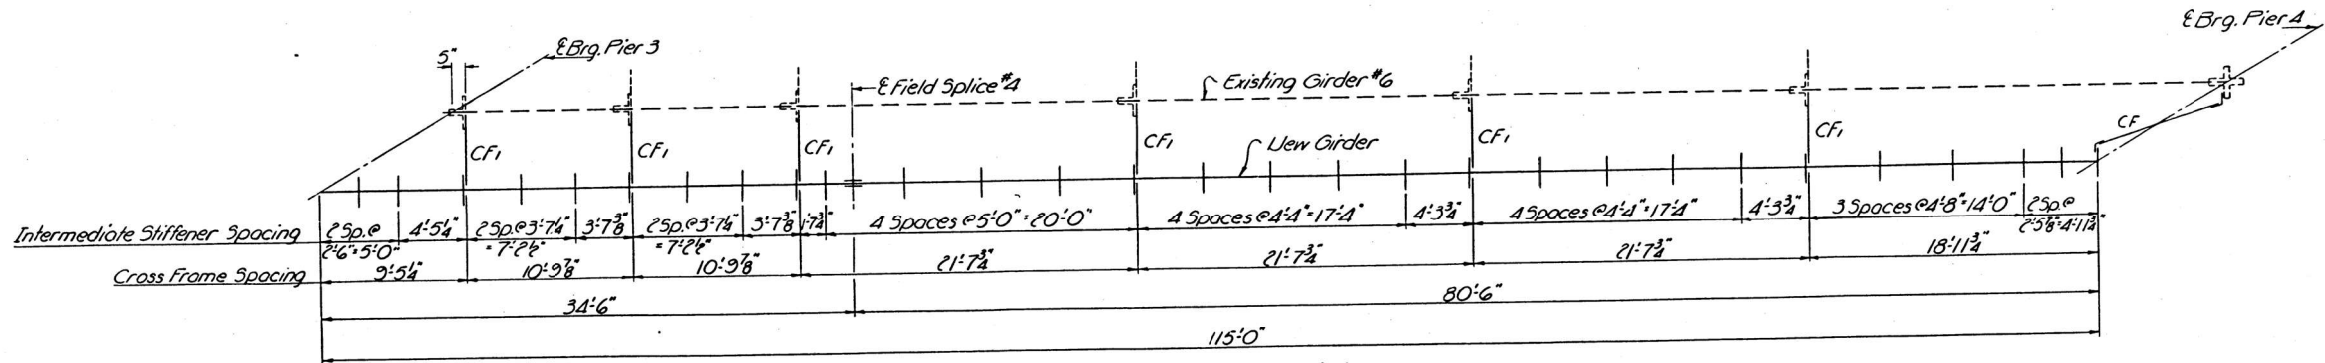 ℄ Brg. Pier 4
℄ Brg. Pier 3
5"
℄ Field Splice #4
Existing Girder #6
CF1
CF1
CF1
CF1
CF1
CF1
CF
New Girder
Intermediate Stiffener Spacing
2 Sp. @
2'-6"=5'-0"
4'-5¼"
2 Sp. @ 3'-7¼"
= 7'-2½"
3'-7⅜"
2 Sp. @ 3'-7¼"
= 7'-2½"
3'-7⅜"
1'-7¾"
4 Spaces @ 5'-0" = 20'-0"
4 Spaces @ 4'-4" = 17'-4"
4'-3¾"
4 Spaces @ 4'-4" = 17'-4"
4'-3¾"
3 Spaces @ 4'-8" = 14'-0"
2 Sp. @
2'-5⅞"=4'-11¾"
Cross Frame Spacing
9'-5¼"
10'-9⅞"
10'-9⅞"
21'-7¾"
21'-7¾"
21'-7¾"
18'-11¾"
34'-6"
80'-6"
115'-0"